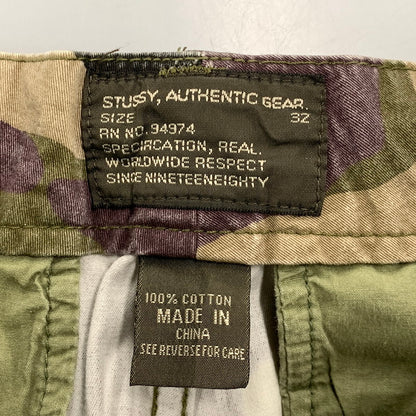 STUSSY, AUTHENTIC GEAR.
SIZE 32
RN NO. 94974
SPECIFICATION, REAL.
WORLDWIDE RESPECT
SINCE NINETEENEIGHTY
100% COTTON
MADE IN
CHINA
SEE REVERSE FOR CARE